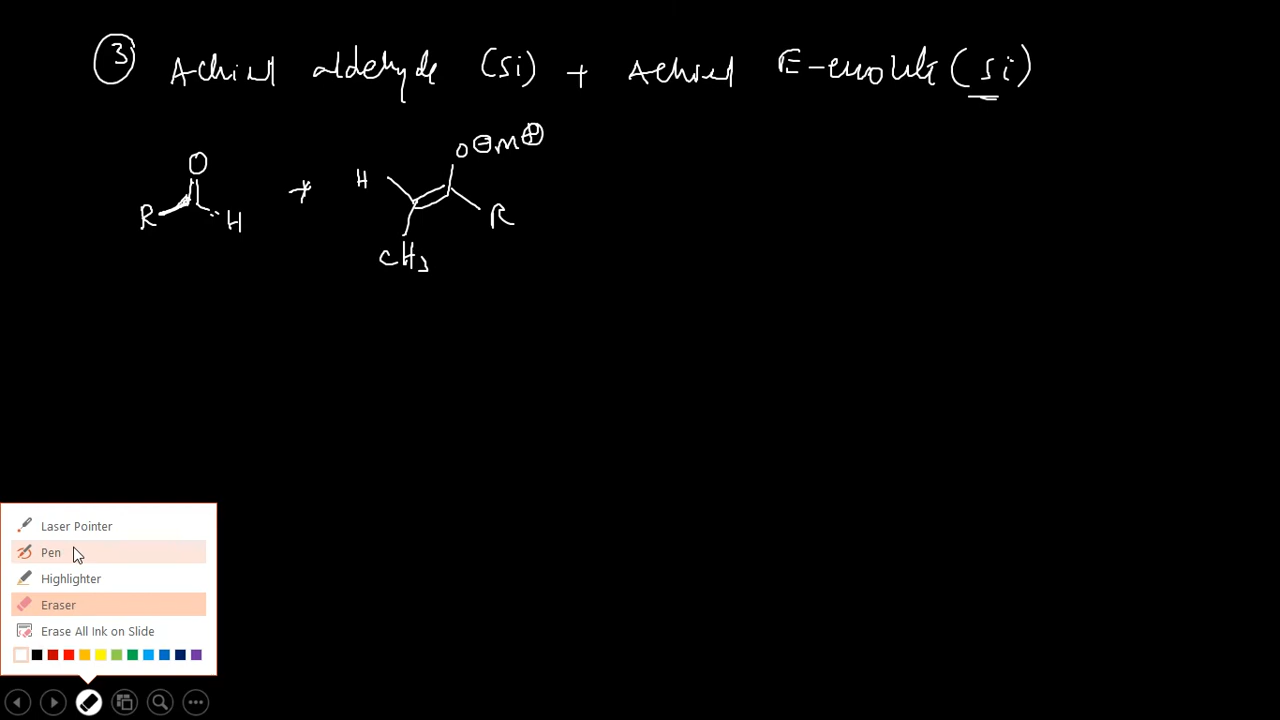 ③ Achiral aldehyde (Si) + Achiral E-enolate (Si)
O
R H
+
H O⊖M⊕
R
CH3
Laser Pointer
Pen
Highlighter
Eraser
Erase All Ink on Slide